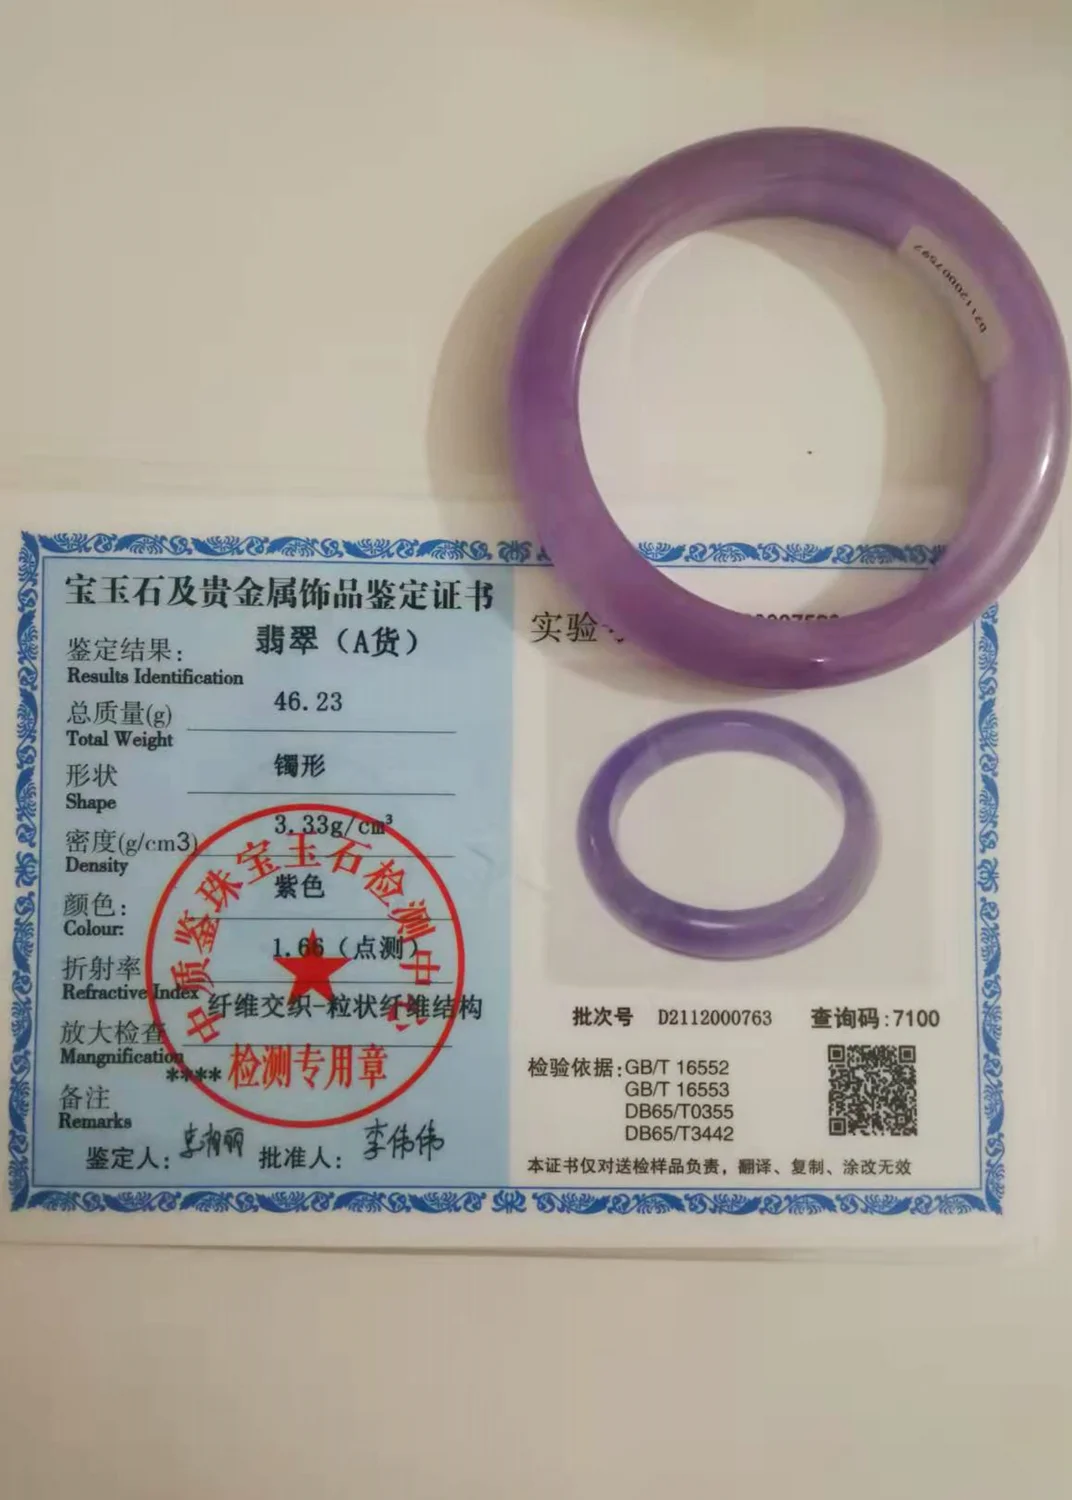 021120007592
宝玉石及贵金属饰品鉴定证书
鉴定结果:
翡翠（A货）
Results Identification
总质量(g)
46.23
Total Weight
形状
镯形
Shape
密度(g/cm3)
3.33g/cm³
Density
颜色:
紫色
Colour:
折射率
1.66（点测）
Refractive Index
放大检查
纤维交织-粒状纤维结构
Mangnification
备注
****
Remarks
鉴定人:
批准人:
李伟伟
中质鉴珠宝玉石检测中心
检测专用章
实验号
批次号 D2112000763 查询码:7100
检验依据:GB/T 16552
GB/T 16553
DB65/T0355
DB65/T3442
本证书仅对送检样品负责，翻译、复制、涂改无效